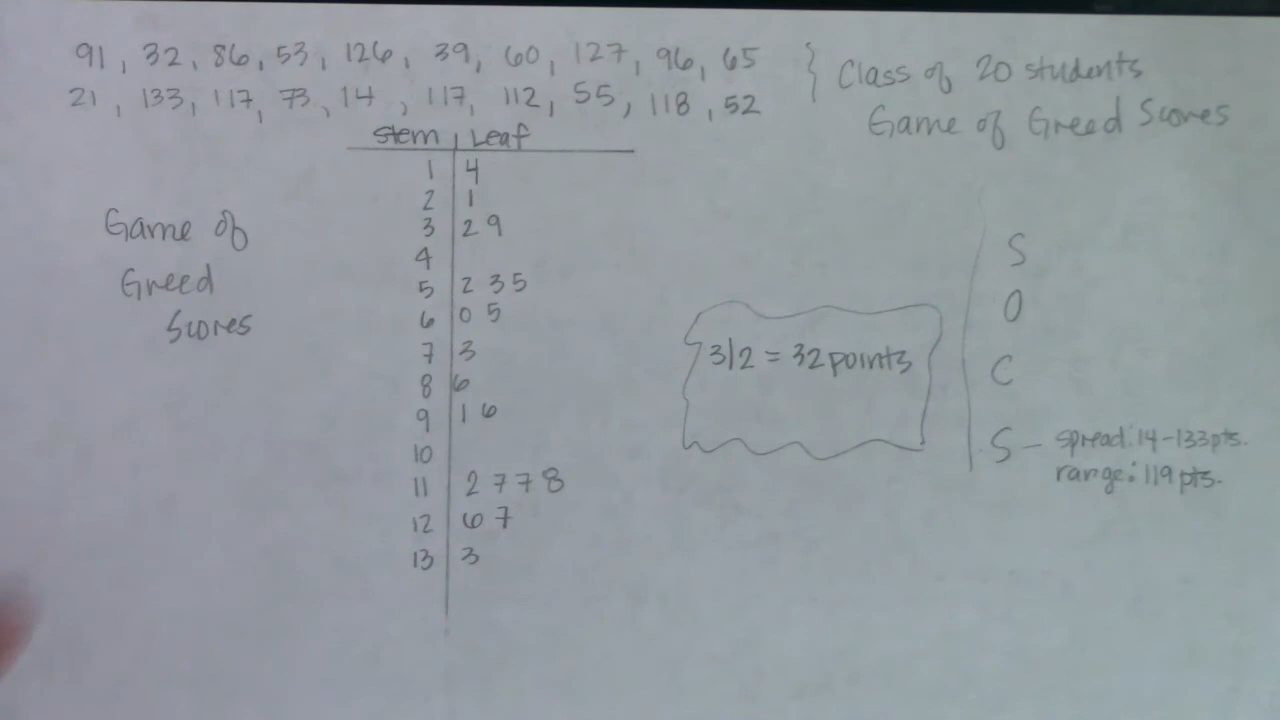 91, 32, 86, 53, 126, 39, 60, 127, 96, 65
21, 133, 117, 73, 14, 117, 112, 55, 118, 52
} Class of 20 students
Game of Greed Scores
Stem | Leaf
1 | 4
2 | 1
3 | 2 9
4 |
5 | 2 3 5
6 | 0 5
7 | 3
8 | 6
9 | 1 6
10 |
11 | 2 7 7 8
12 | 6 7
13 | 3
Game of
Greed
Scores
3|2 = 32 points
S
O
C
S – spread: 14-133 pts.
range: 119 pts.